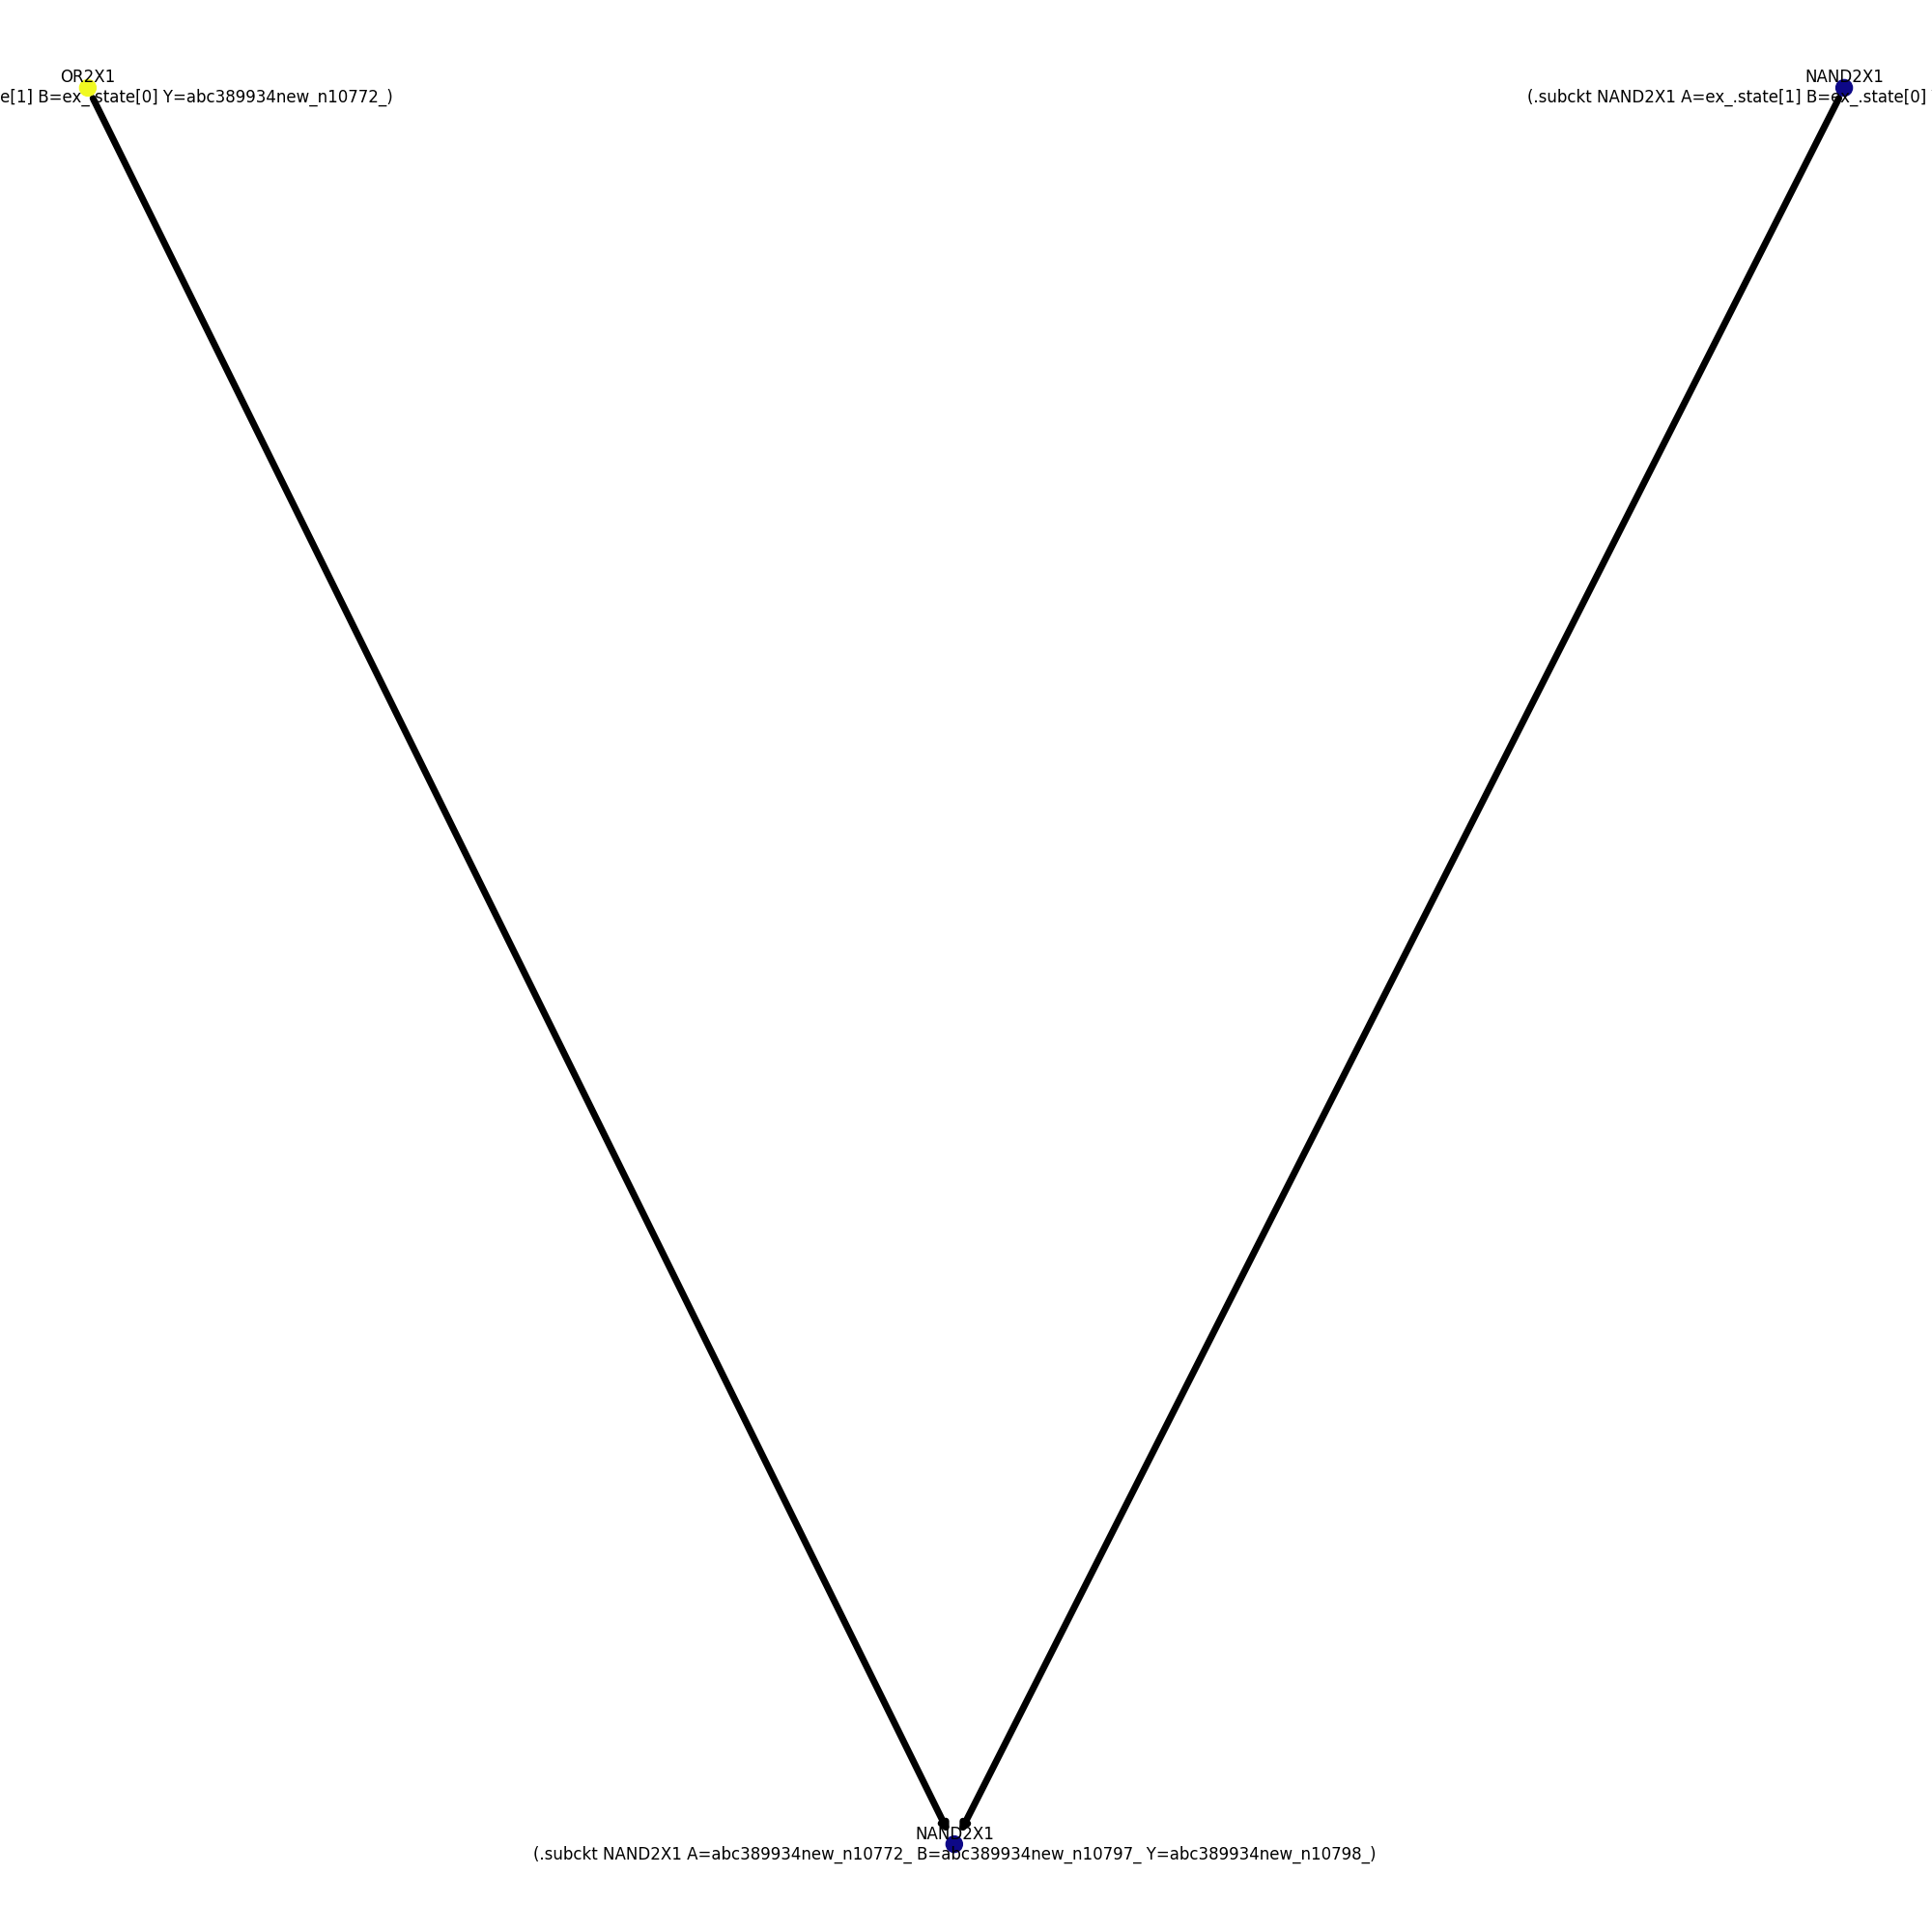 OR2X1
e[1] B=ex_.state[0] Y=abc389934new_n10772_)
NAND2X1
(.subckt NAND2X1 A=ex_.state[1] B=ex_.state[0]
NAND2X1
(.subckt NAND2X1 A=abc389934new_n10772_ B=abc389934new_n10797_ Y=abc389934new_n10798_)